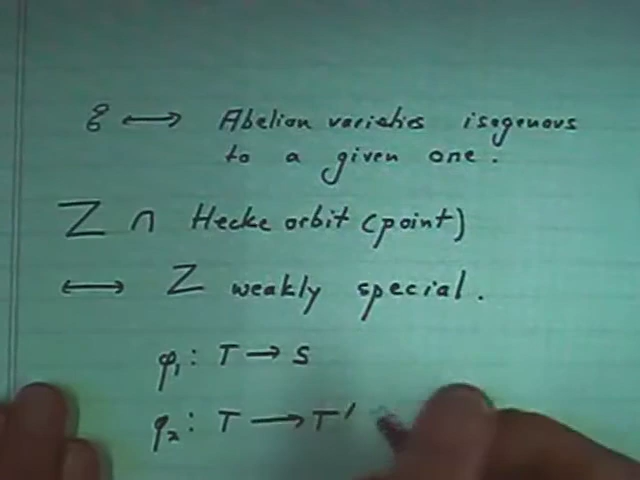 ξ ⟷ Abelian varieties isogenous
to a given one.
Z ∩ Hecke orbit (point)
⟷ Z weakly special.
φ₁ : T → S
φ₂ : T → T'